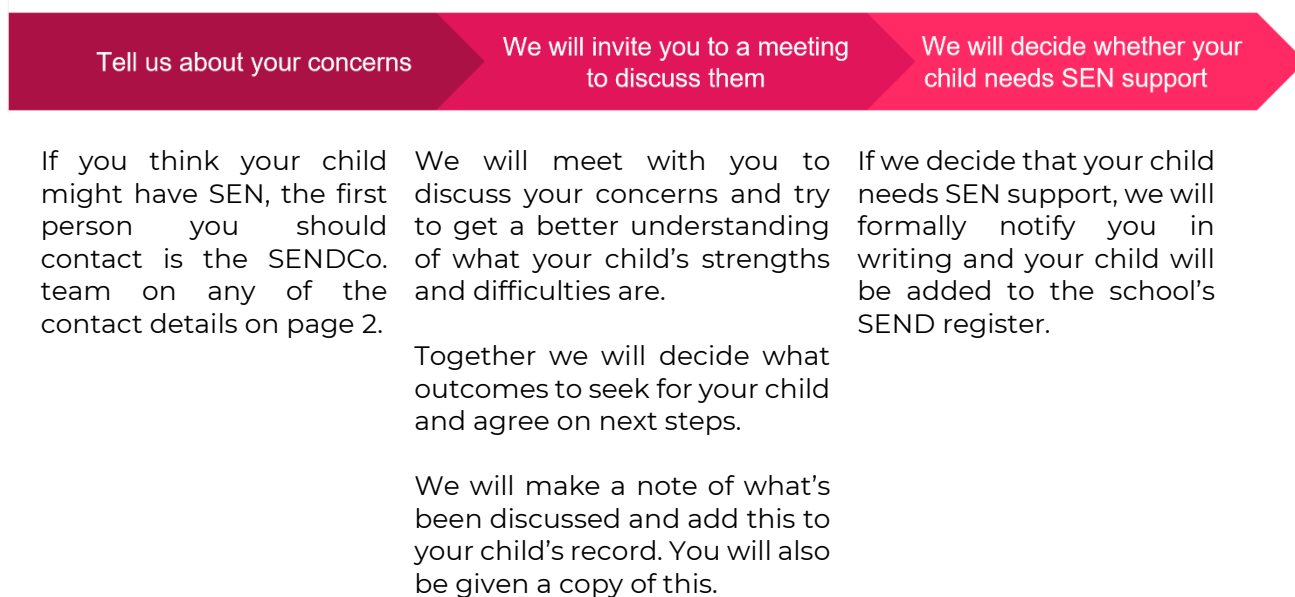 Tell us about your concerns
We will invite you to a meeting
to discuss them
We will decide whether your
child needs SEN support
If you think your child
might have SEN, the first
person you should
contact is the SENDCo.
team on any of the
contact details on page 2.
We will meet with you to
discuss your concerns and try
to get a better understanding
of what your child’s strengths
and difficulties are.
Together we will decide what
outcomes to seek for your child
and agree on next steps.
We will make a note of what’s
been discussed and add this to
your child’s record. You will also
be given a copy of this.
If we decide that your child
needs SEN support, we will
formally notify you in
writing and your child will
be added to the school’s
SEND register.